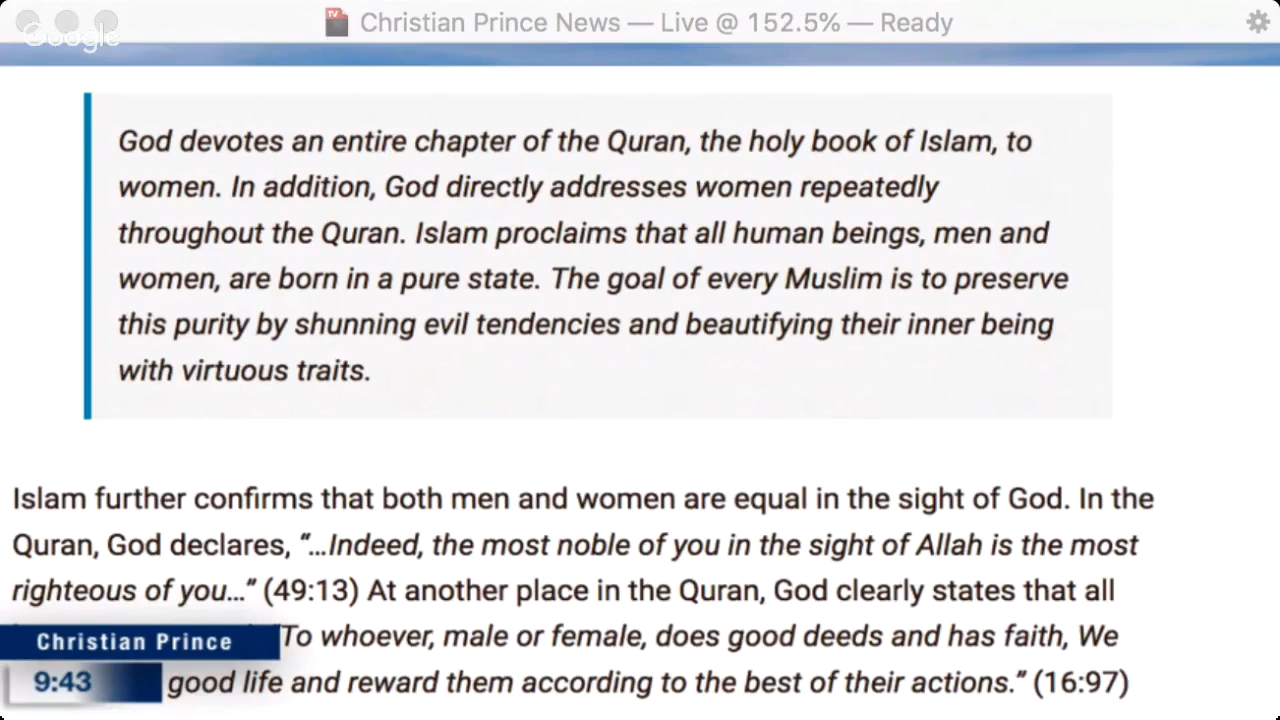 Christian Prince News — Live @ 152.5% — Ready
Google
God devotes an entire chapter of the Quran, the holy book of Islam, to
women. In addition, God directly addresses women repeatedly
throughout the Quran. Islam proclaims that all human beings, men and
women, are born in a pure state. The goal of every Muslim is to preserve
this purity by shunning evil tendencies and beautifying their inner being
with virtuous traits.
Islam further confirms that both men and women are equal in the sight of God. In the
Quran, God declares, “…Indeed, the most noble of you in the sight of Allah is the most
righteous of you…” (49:13) At another place in the Quran, God clearly states that all
To whoever, male or female, does good deeds and has faith, We
good life and reward them according to the best of their actions.” (16:97)
Christian Prince
9:43